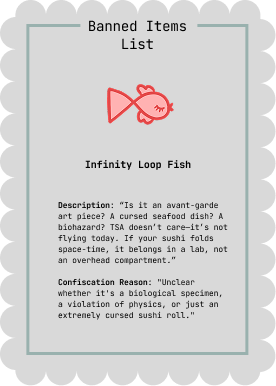 Banned Items
List
Infinity Loop Fish
Description: “Is it an avant-garde
art piece? A cursed seafood dish? A
biohazard? TSA doesn’t care—it’s not
flying today. If your sushi folds
space-time, it belongs in a lab, not
an overhead compartment.”
Confiscation Reason: "Unclear
whether it's a biological specimen,
a violation of physics, or just an
extremely cursed sushi roll."